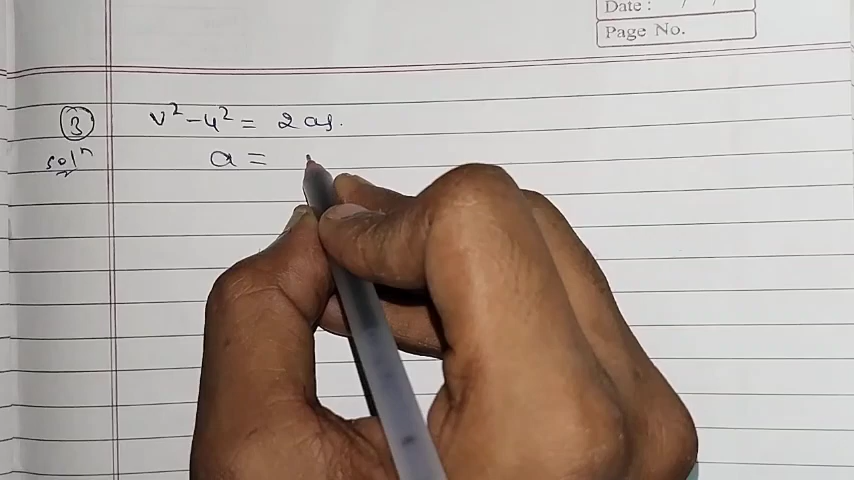 Date : / /
Page No.
3 v² - u² = 2as.
solⁿ a =